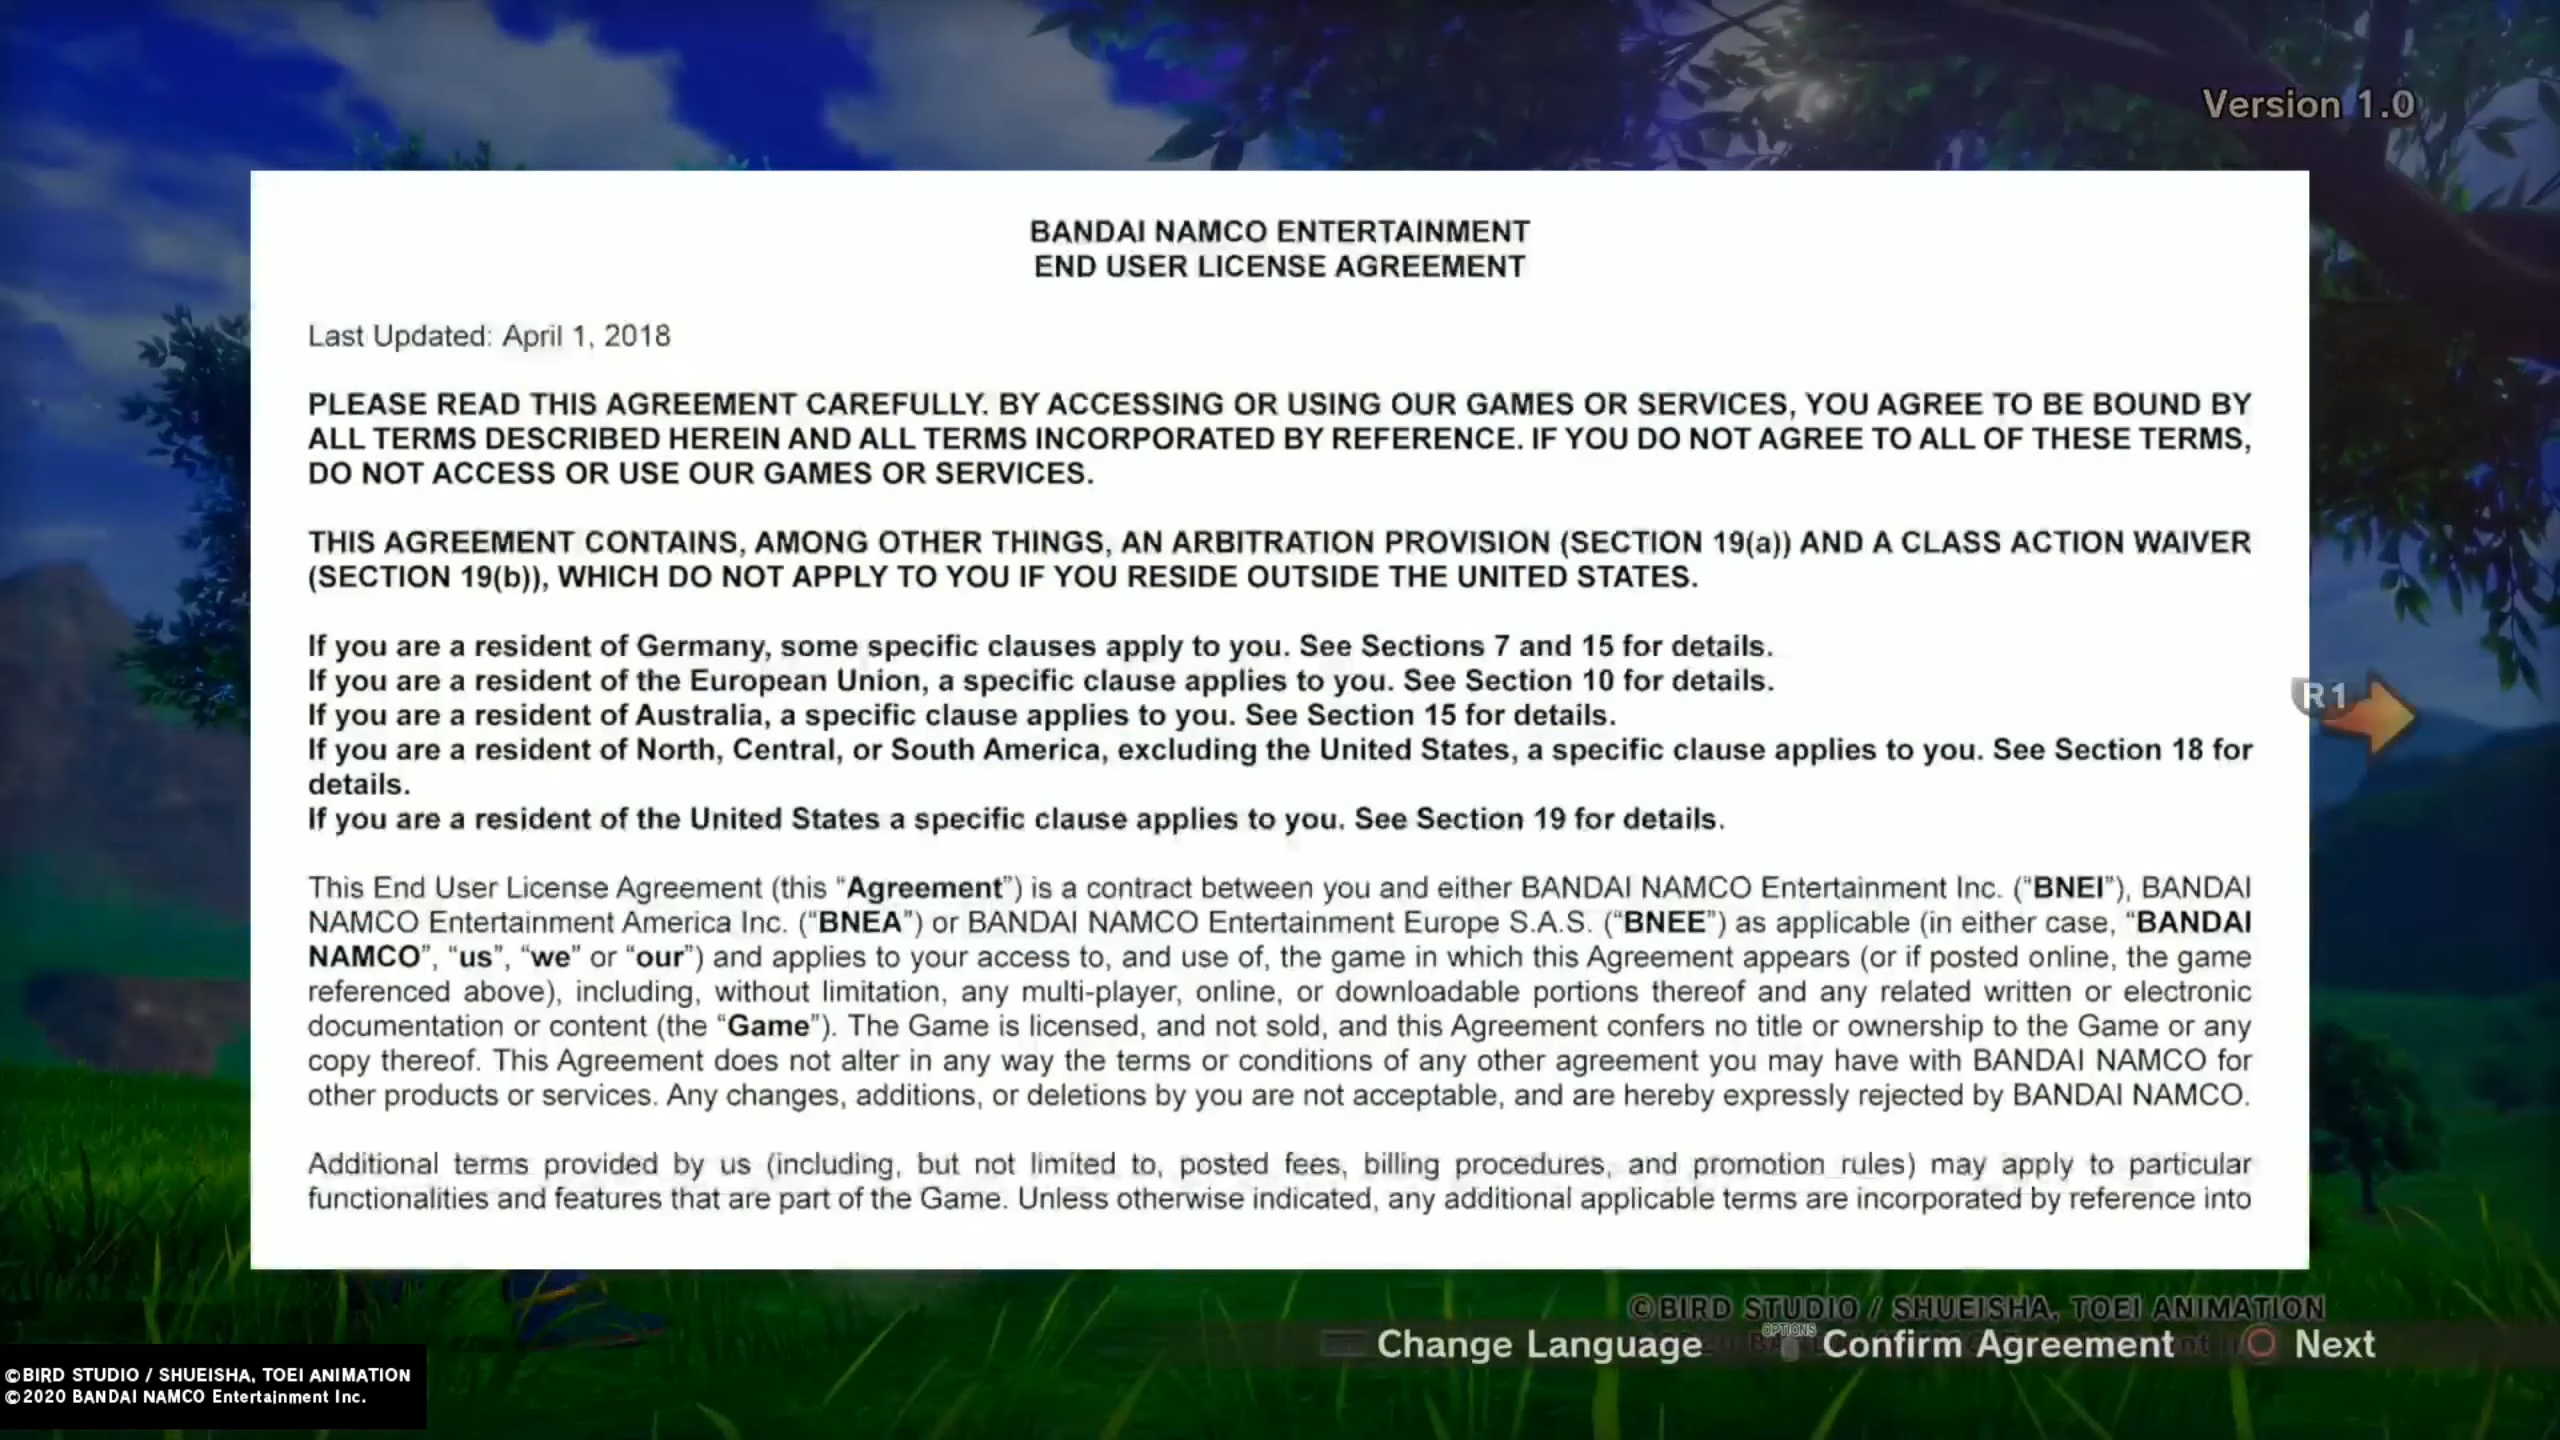 Version 1.0
BANDAI NAMCO ENTERTAINMENT
END USER LICENSE AGREEMENT
Last Updated: April 1, 2018
PLEASE READ THIS AGREEMENT CAREFULLY. BY ACCESSING OR USING OUR GAMES OR SERVICES, YOU AGREE TO BE BOUND BY
ALL TERMS DESCRIBED HEREIN AND ALL TERMS INCORPORATED BY REFERENCE. IF YOU DO NOT AGREE TO ALL OF THESE TERMS,
DO NOT ACCESS OR USE OUR GAMES OR SERVICES.
THIS AGREEMENT CONTAINS, AMONG OTHER THINGS, AN ARBITRATION PROVISION (SECTION 19(a)) AND A CLASS ACTION WAIVER
(SECTION 19(b)), WHICH DO NOT APPLY TO YOU IF YOU RESIDE OUTSIDE THE UNITED STATES.
If you are a resident of Germany, some specific clauses apply to you. See Sections 7 and 15 for details.
If you are a resident of the European Union, a specific clause applies to you. See Section 10 for details.
If you are a resident of Australia, a specific clause applies to you. See Section 15 for details.
If you are a resident of North, Central, or South America, excluding the United States, a specific clause applies to you. See Section 18 for
details.
If you are a resident of the United States a specific clause applies to you. See Section 19 for details.
This End User License Agreement (this “Agreement”) is a contract between you and either BANDAI NAMCO Entertainment Inc. (“BNEI”), BANDAI
NAMCO Entertainment America Inc. (“BNEA”) or BANDAI NAMCO Entertainment Europe S.A.S. (“BNEE”) as applicable (in either case, “BANDAI
NAMCO”, “us”, “we” or “our”) and applies to your access to, and use of, the game in which this Agreement appears (or if posted online, the game
referenced above), including, without limitation, any multi-player, online, or downloadable portions thereof and any related written or electronic
documentation or content (the “Game”). The Game is licensed, and not sold, and this Agreement confers no title or ownership to the Game or any
copy thereof. This Agreement does not alter in any way the terms or conditions of any other agreement you may have with BANDAI NAMCO for
other products or services. Any changes, additions, or deletions by you are not acceptable, and are hereby expressly rejected by BANDAI NAMCO.
Additional terms provided by us (including, but not limited to, posted fees, billing procedures, and promotion rules) may apply to particular
functionalities and features that are part of the Game. Unless otherwise indicated, any additional applicable terms are incorporated by reference into
R1
©BIRD STUDIO / SHUEISHA, TOEI ANIMATION
Change Language OPTIONS Confirm Agreement Next
©BIRD STUDIO / SHUEISHA, TOEI ANIMATION
©2020 BANDAI NAMCO Entertainment Inc.